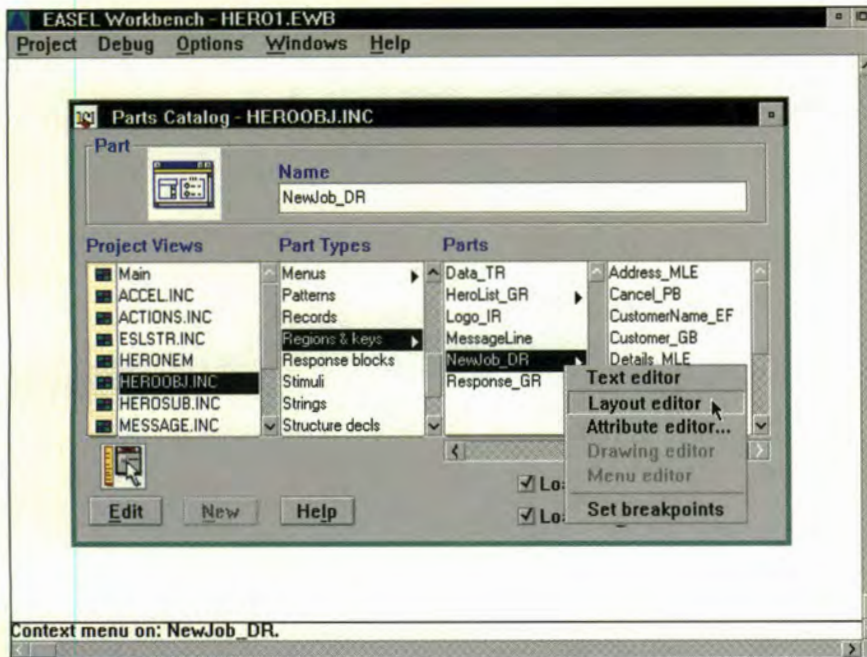 EASEL Workbench - HERO1.EWB
Project Debug Options Windows Help
Parts Catalog - HEROOBJ.INC
Part
Name
NewJob_DR
Project Views
Main
ACCEL.INC
ACTIONS.INC
ESLSTR.INC
HERONEM
HEROOBJ.INC
HEROSUB.INC
MESSAGE.INC
Part Types
Menus
Patterns
Records
Regions & keys
Response blocks
Stimuli
Strings
Structure decls
Parts
Data_TR
HeroList_GR
Logo_IR
MessageLine
NewJob_DR
Response_GR
Address_MLE
Cancel_PB
CustomerName_EF
Customer_GB
Details_MLE
Text editor
Layout editor
Attribute editor...
Drawing editor
Menu editor
Set breakpoints
Edit New Help
Context menu on: NewJob_DR.